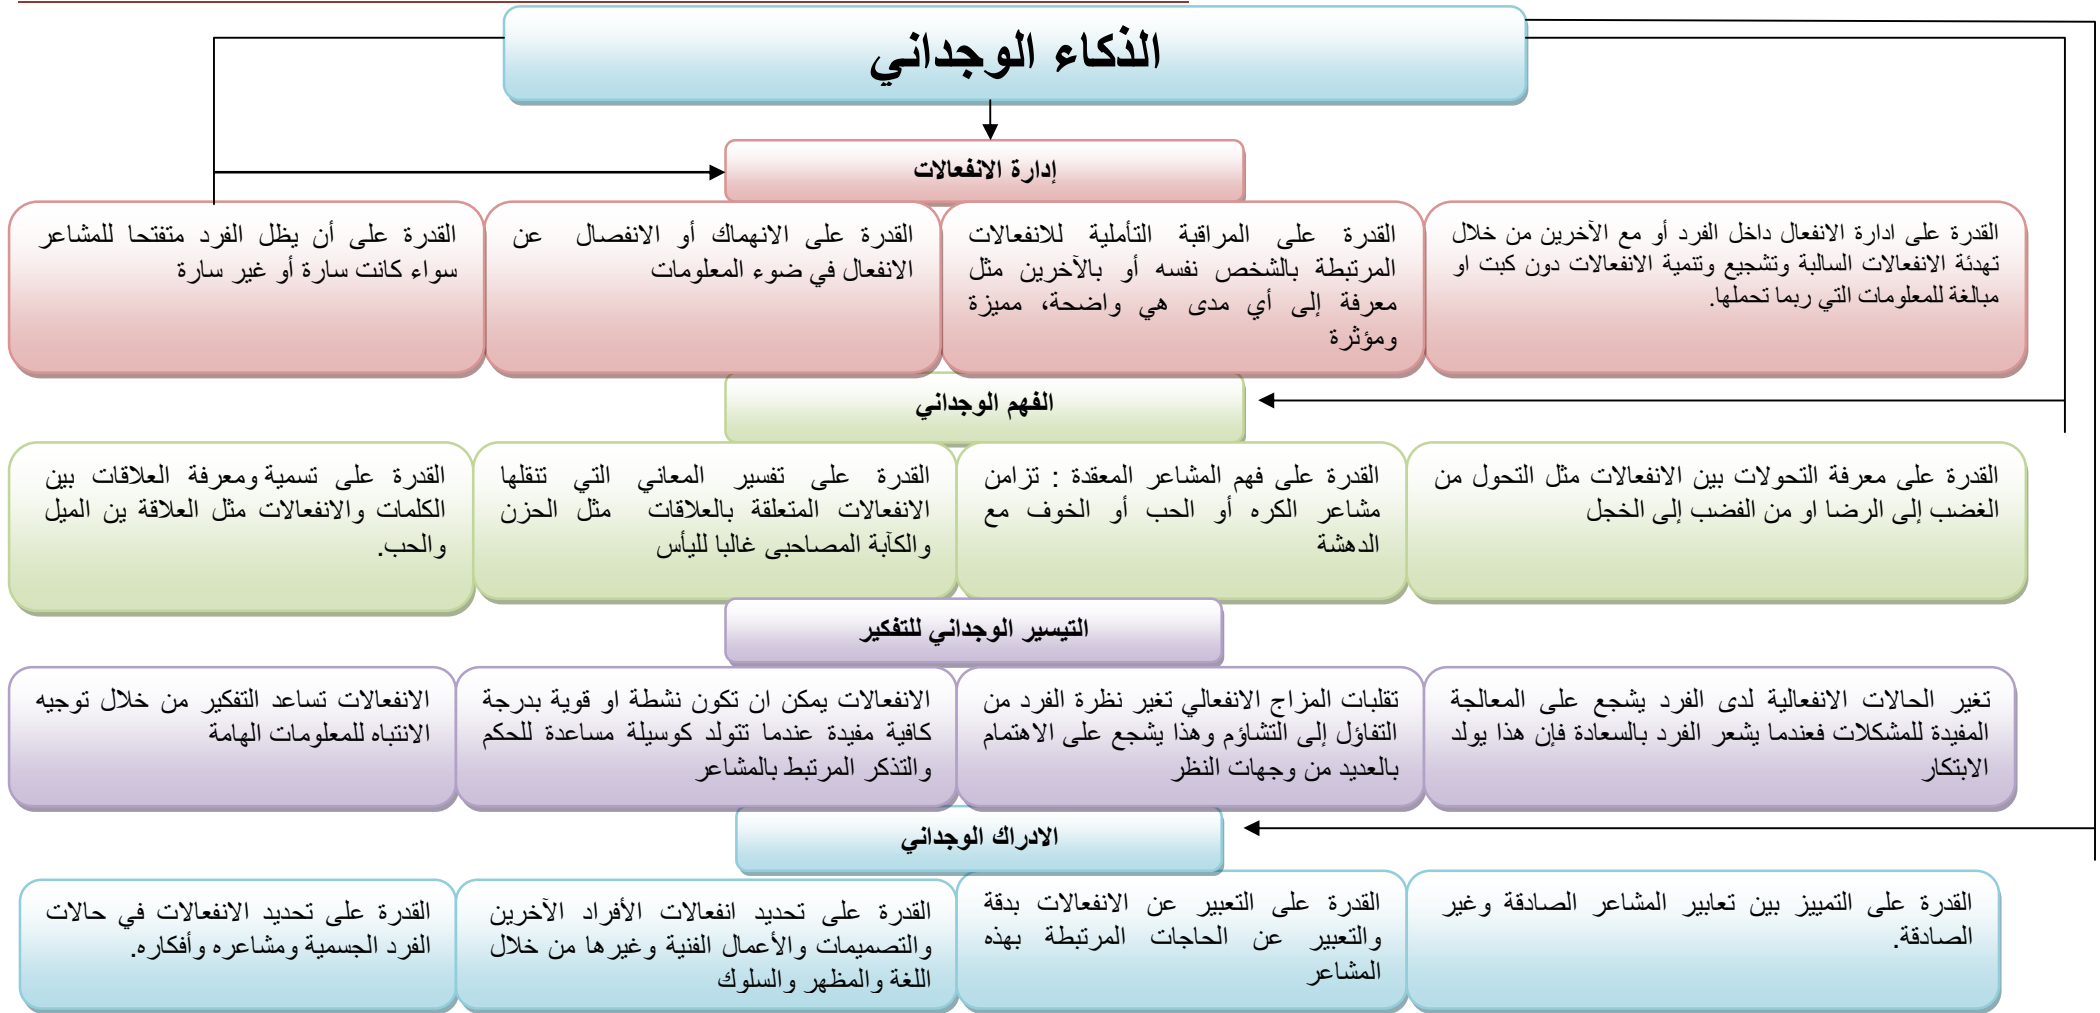 الذكاء الوجداني
إدارة الانفعالات
القدرة على ادارة الانفعال داخل الفرد أو مع الآخرين من خلال
تهدئة الانفعالات السالبة وتشجيع وتنمية الانفعالات دون كبت او
مبالغة للمعلومات التي ربما تحملها.
القدرة على المراقبة التأملية للانفعالات
المرتبطة بالشخص نفسه أو بالآخرين مثل
معرفة إلى أي مدى هي واضحة، مميزة
ومؤثرة
القدرة على الانهماك أو الانفصال عن
الانفعال في ضوء المعلومات
القدرة على أن يظل الفرد متفتحا للمشاعر
سواء كانت سارة أو غير سارة
الفهم الوجداني
القدرة على معرفة التحولات بين الانفعالات مثل التحول من
الغضب إلى الرضا او من الفضب إلى الخجل
القدرة على فهم المشاعر المعقدة : تزامن
مشاعر الكره أو الحب أو الخوف مع
الدهشة
القدرة على تفسير المعاني التي تنقلها
الانفعالات المتعلقة بالعلاقات مثل الحزن
والكآبة المصاحبى غالبا لليأس
القدرة على تسمية ومعرفة العلاقات بين
الكلمات والانفعالات مثل العلاقة ين الميل
والحب.
التيسير الوجداني للتفكير
تغير الحالات الانفعالية لدى الفرد يشجع على المعالجة
المفيدة للمشكلات فعندما يشعر الفرد بالسعادة فإن هذا يولد
الابتكار
تقلبات المزاج الانفعالي تغير نظرة الفرد من
التفاؤل إلى التشاؤم وهذا يشجع على الاهتمام
بالعديد من وجهات النظر
الانفعالات يمكن ان تكون نشطة او قوية بدرجة
كافية مفيدة عندما تتولد كوسيلة مساعدة للحكم
والتذكر المرتبط بالمشاعر
الانفعالات تساعد التفكير من خلال توجيه
الانتباه للمعلومات الهامة
الادراك الوجداني
القدرة على التمييز بين تعابير المشاعر الصادقة وغير
الصادقة.
القدرة على التعبير عن الانفعالات بدقة
والتعبير عن الحاجات المرتبطة بهذه
المشاعر
القدرة على تحديد انفعالات الأفراد الآخرين
والتصميمات والأعمال الفنية وغيرها من خلال
اللغة والمظهر والسلوك
القدرة على تحديد الانفعالات في حالات
الفرد الجسمية ومشاعره وأفكاره.